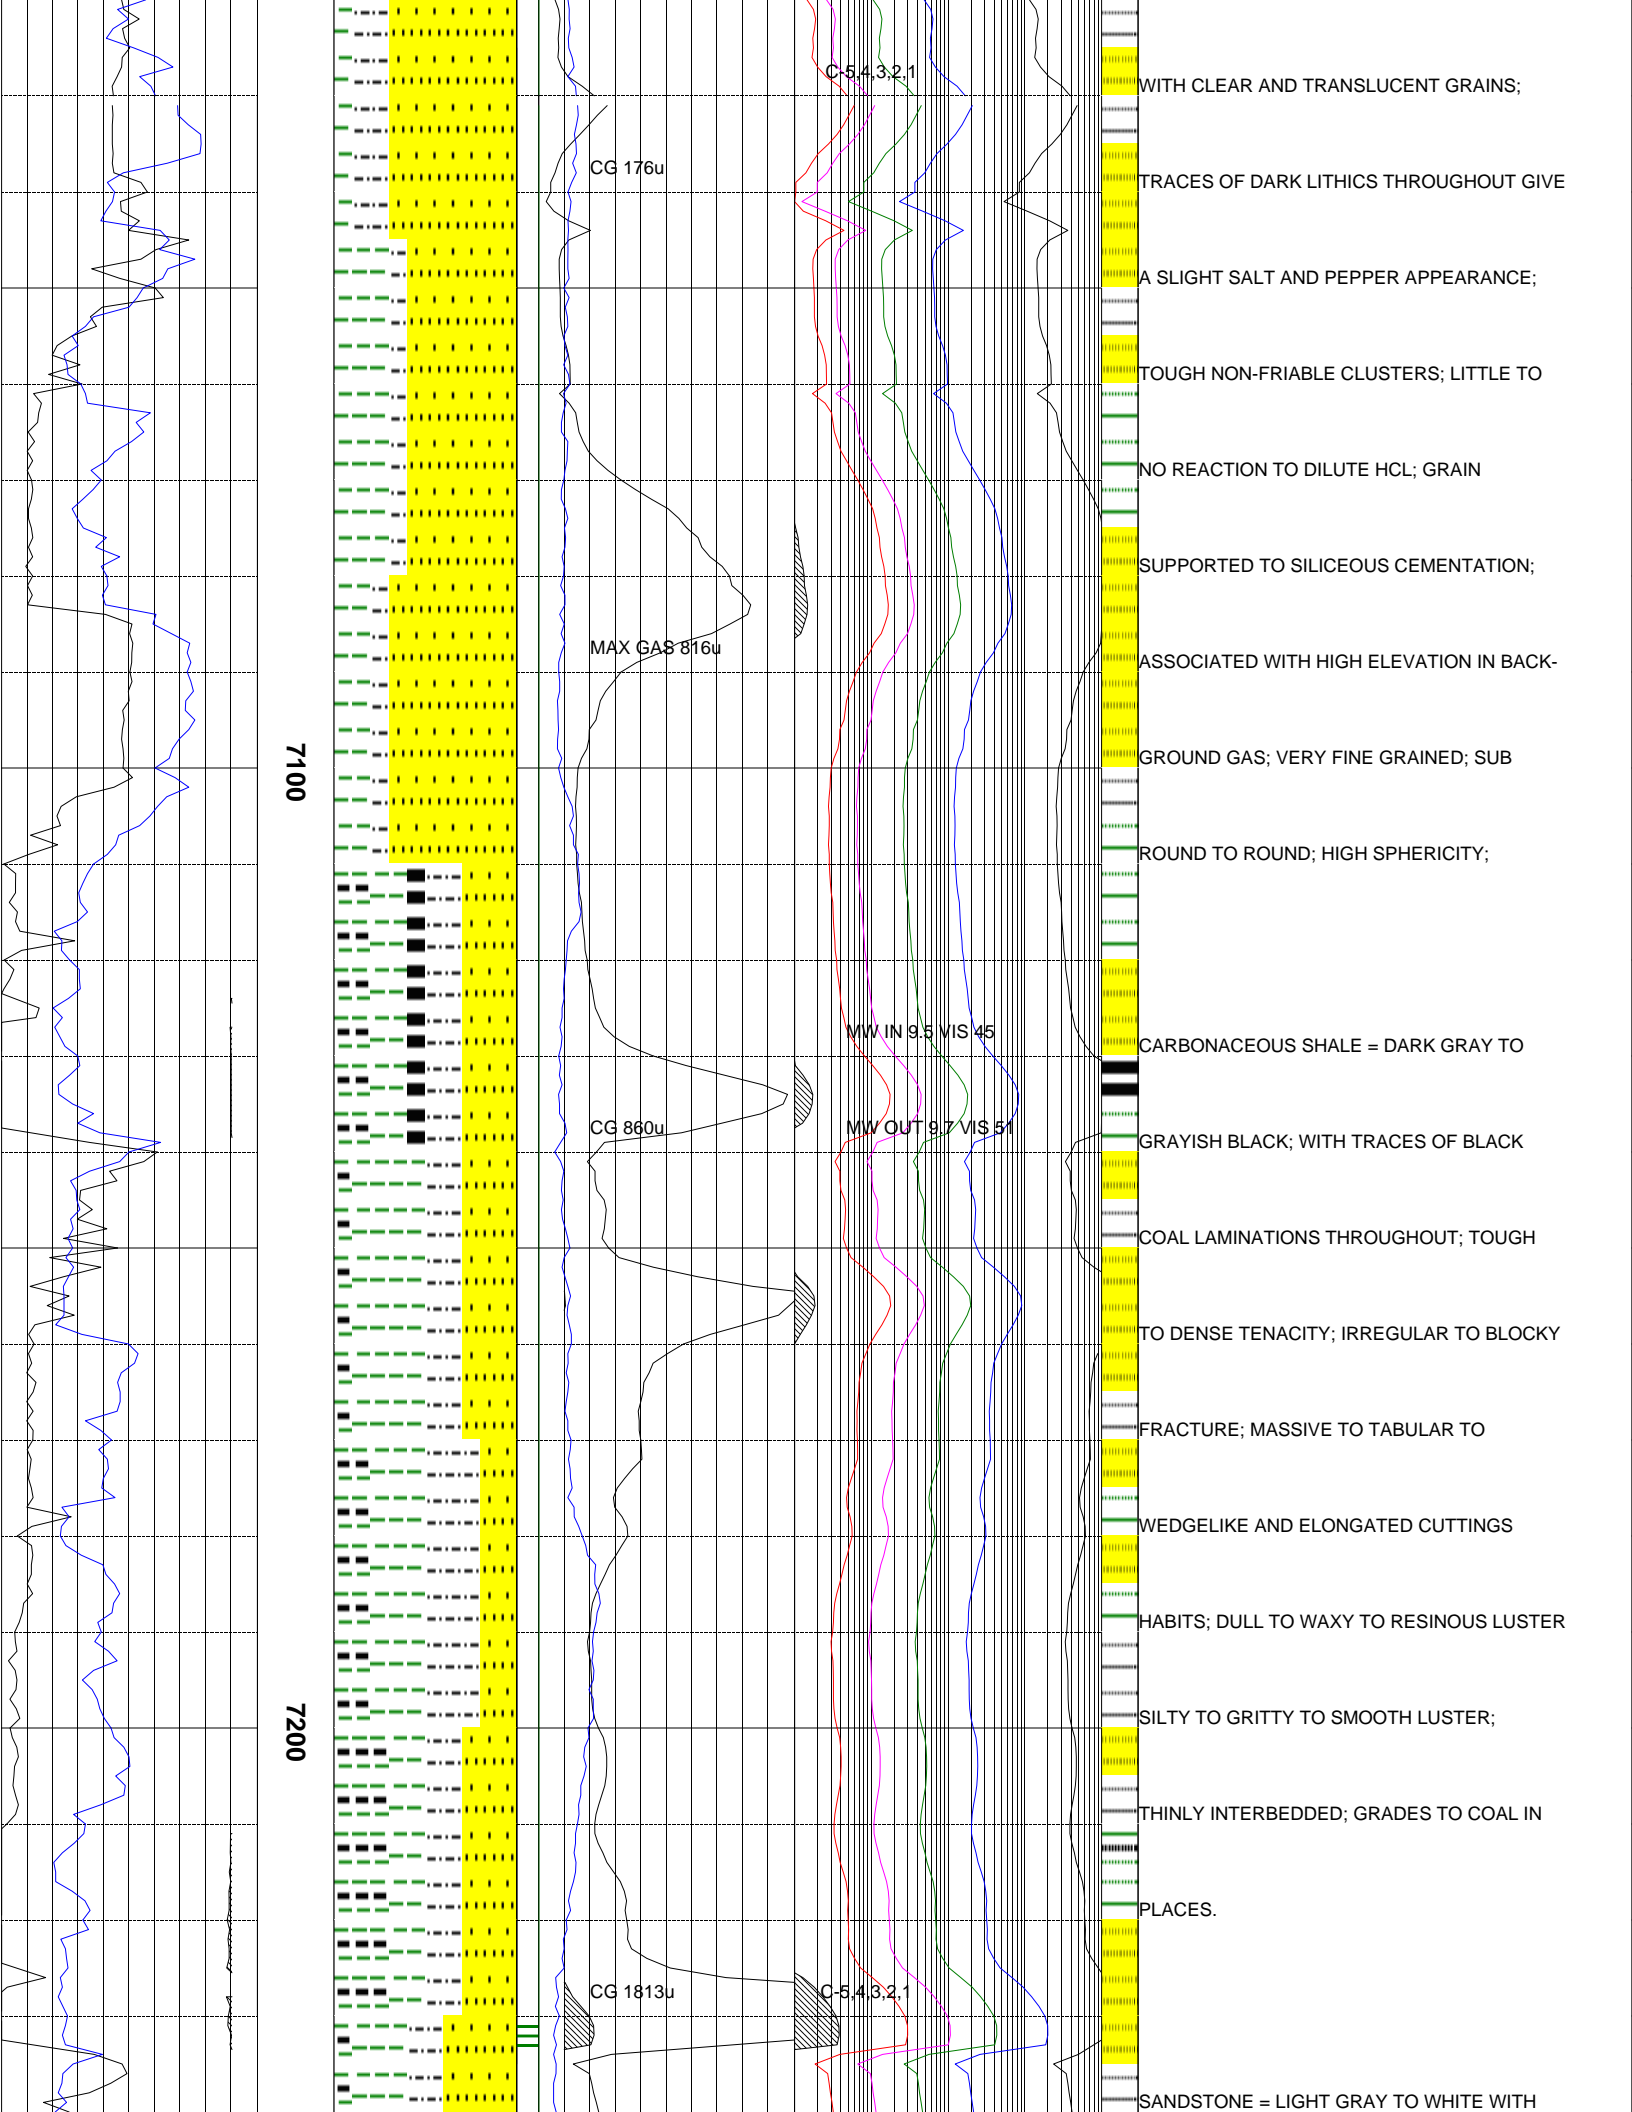 C-5,4,3,2,1
WITH CLEAR AND TRANSLUCENT GRAINS;
CG 176u
TRACES OF DARK LITHICS THROUGHOUT GIVE
A SLIGHT SALT AND PEPPER APPEARANCE;
TOUGH NON-FRIABLE CLUSTERS; LITTLE TO
NO REACTION TO DILUTE HCL; GRAIN
SUPPORTED TO SILICEOUS CEMENTATION;
MAX GAS 816u
ASSOCIATED WITH HIGH ELEVATION IN BACK-
7100
GROUND GAS; VERY FINE GRAINED; SUB
ROUND TO ROUND; HIGH SPHERICITY;
MW IN 9.5 VIS 45
CARBONACEOUS SHALE = DARK GRAY TO
CG 860u
MW OUT 9.7 VIS 51
GRAYISH BLACK; WITH TRACES OF BLACK
COAL LAMINATIONS THROUGHOUT; TOUGH
TO DENSE TENACITY; IRREGULAR TO BLOCKY
FRACTURE; MASSIVE TO TABULAR TO
WEDGELIKE AND ELONGATED CUTTINGS
HABITS; DULL TO WAXY TO RESINOUS LUSTER
7200
SILTY TO GRITTY TO SMOOTH LUSTER;
THINLY INTERBEDDED; GRADES TO COAL IN
PLACES.
CG 1813u
C-5,4,3,2,1
SANDSTONE = LIGHT GRAY TO WHITE WITH